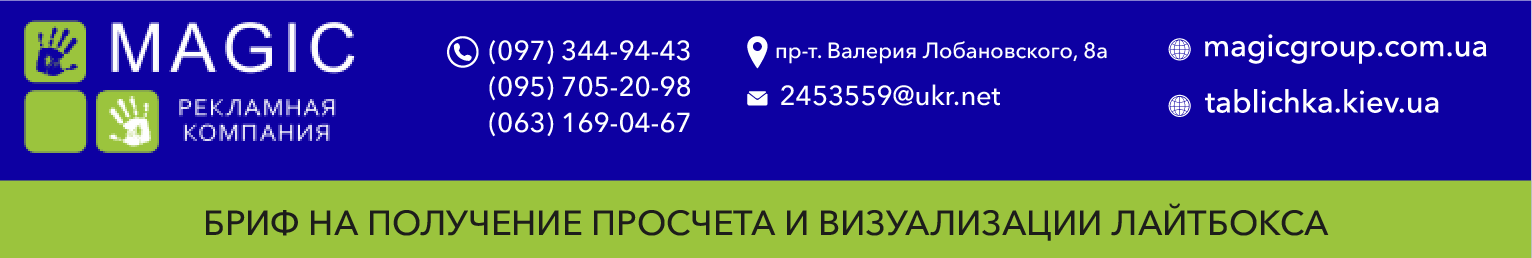 MAGIC
РЕКЛАМНАЯ
КОМПАНИЯ
(097) 344-94-43
(095) 705-20-98
(063) 169-04-67
пр-т. Валерия Лобановского, 8а
2453559@ukr.net
magicgroup.com.ua
tablichka.kiev.ua
БРИФ НА ПОЛУЧЕНИЕ ПРОСЧЕТА И ВИЗУАЛИЗАЦИИ ЛАЙТБОКСА